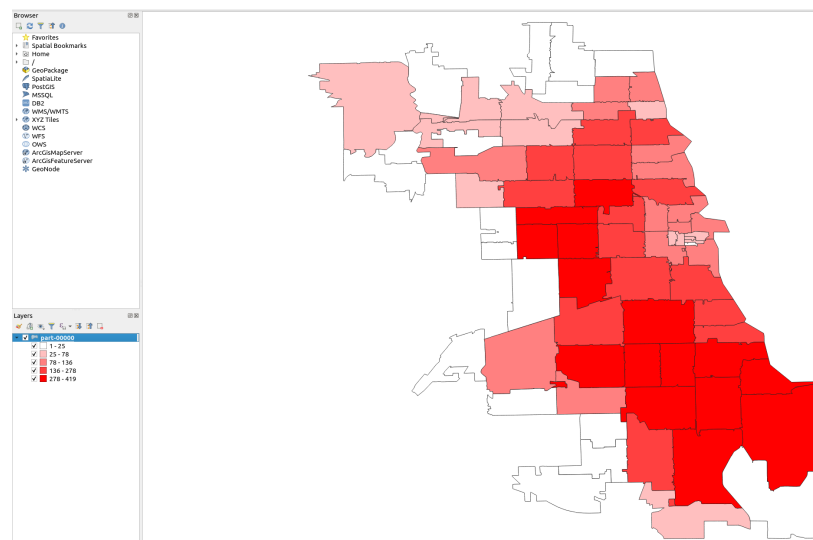 Browser
Favorites
Spatial Bookmarks
Home
/
GeoPackage
SpatiaLite
PostGIS
MSSQL
DB2
WMS/WMTS
XYZ Tiles
WCS
WFS
OWS
ArcGisMapServer
ArcGisFeatureServer
GeoNode
Layers
part-00000
1 - 25
25 - 78
78 - 136
136 - 278
278 - 419